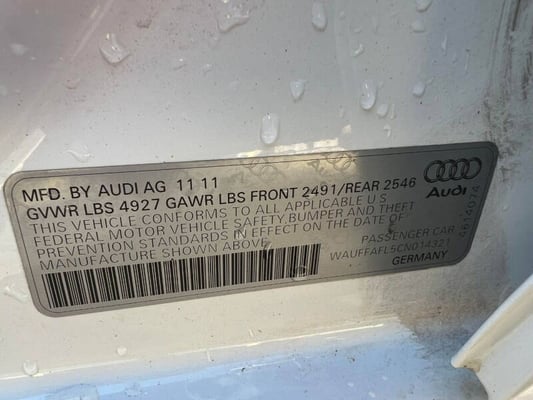 MFD. BY AUDI AG 11 11
GVWR LBS 4927 GAWR LBS FRONT 2491/REAR 2546
THIS VEHICLE CONFORMS TO ALL APPLICABLE U S
FEDERAL MOTOR VEHICLE SAFETY,BUMPER AND THEFT
PREVENTION STANDARDS IN EFFECT ON THE DATE OF
MANUFACTURE SHOWN ABOVE
PASSENGER CAR
WAUFFAFL5CN014321
GERMANY
Audi